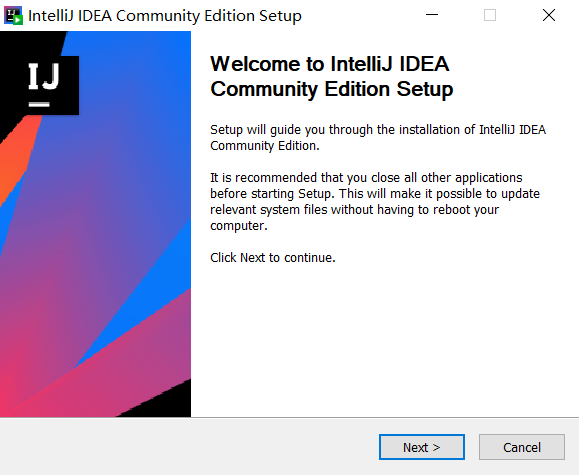 IntelliJ IDEA Community Edition Setup
IJ
Welcome to IntelliJ IDEA
Community Edition Setup
Setup will guide you through the installation of IntelliJ IDEA
Community Edition.
It is recommended that you close all other applications
before starting Setup. This will make it possible to update
relevant system files without having to reboot your
computer.
Click Next to continue.
Next >
Cancel